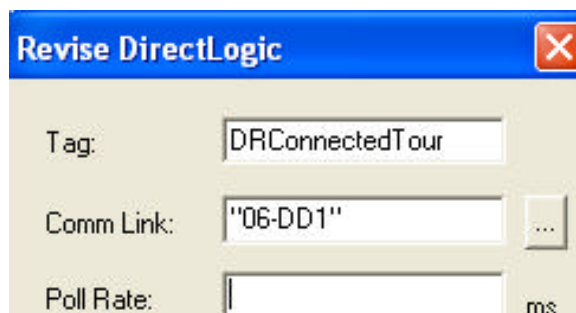 Revise DirectLogic
Tag: DRConnectedTour
Comm Link: "06-DD1" ...
Poll Rate: ms